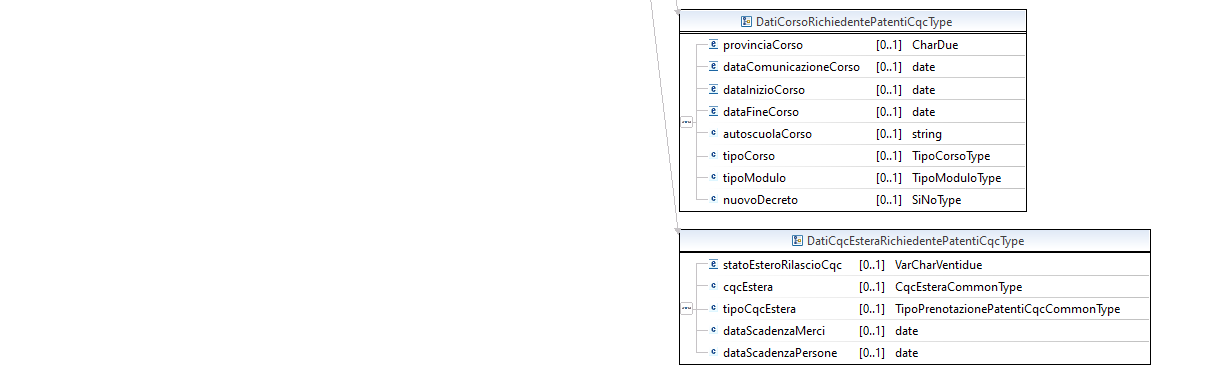 DatiCorsoRichiedentePatentiCqcType
provinciaCorso [0..1] CharDue
dataComunicazioneCorso [0..1] date
dataInizioCorso [0..1] date
dataFineCorso [0..1] date
autoscuolaCorso [0..1] string
tipoCorso [0..1] TipoCorsoType
tipoModulo [0..1] TipoModuloType
nuovoDecreto [0..1] SiNoType
DatiCqcEsteraRichiedentePatentiCqcType
statoEsteroRilascioCqc [0..1] VarCharVentidue
cqcEstera [0..1] CqcEsteraCommonType
tipoCqcEstera [0..1] TipoPrenotazionePatentiCqcCommonType
dataScadenzaMerci [0..1] date
dataScadenzaPersone [0..1] date